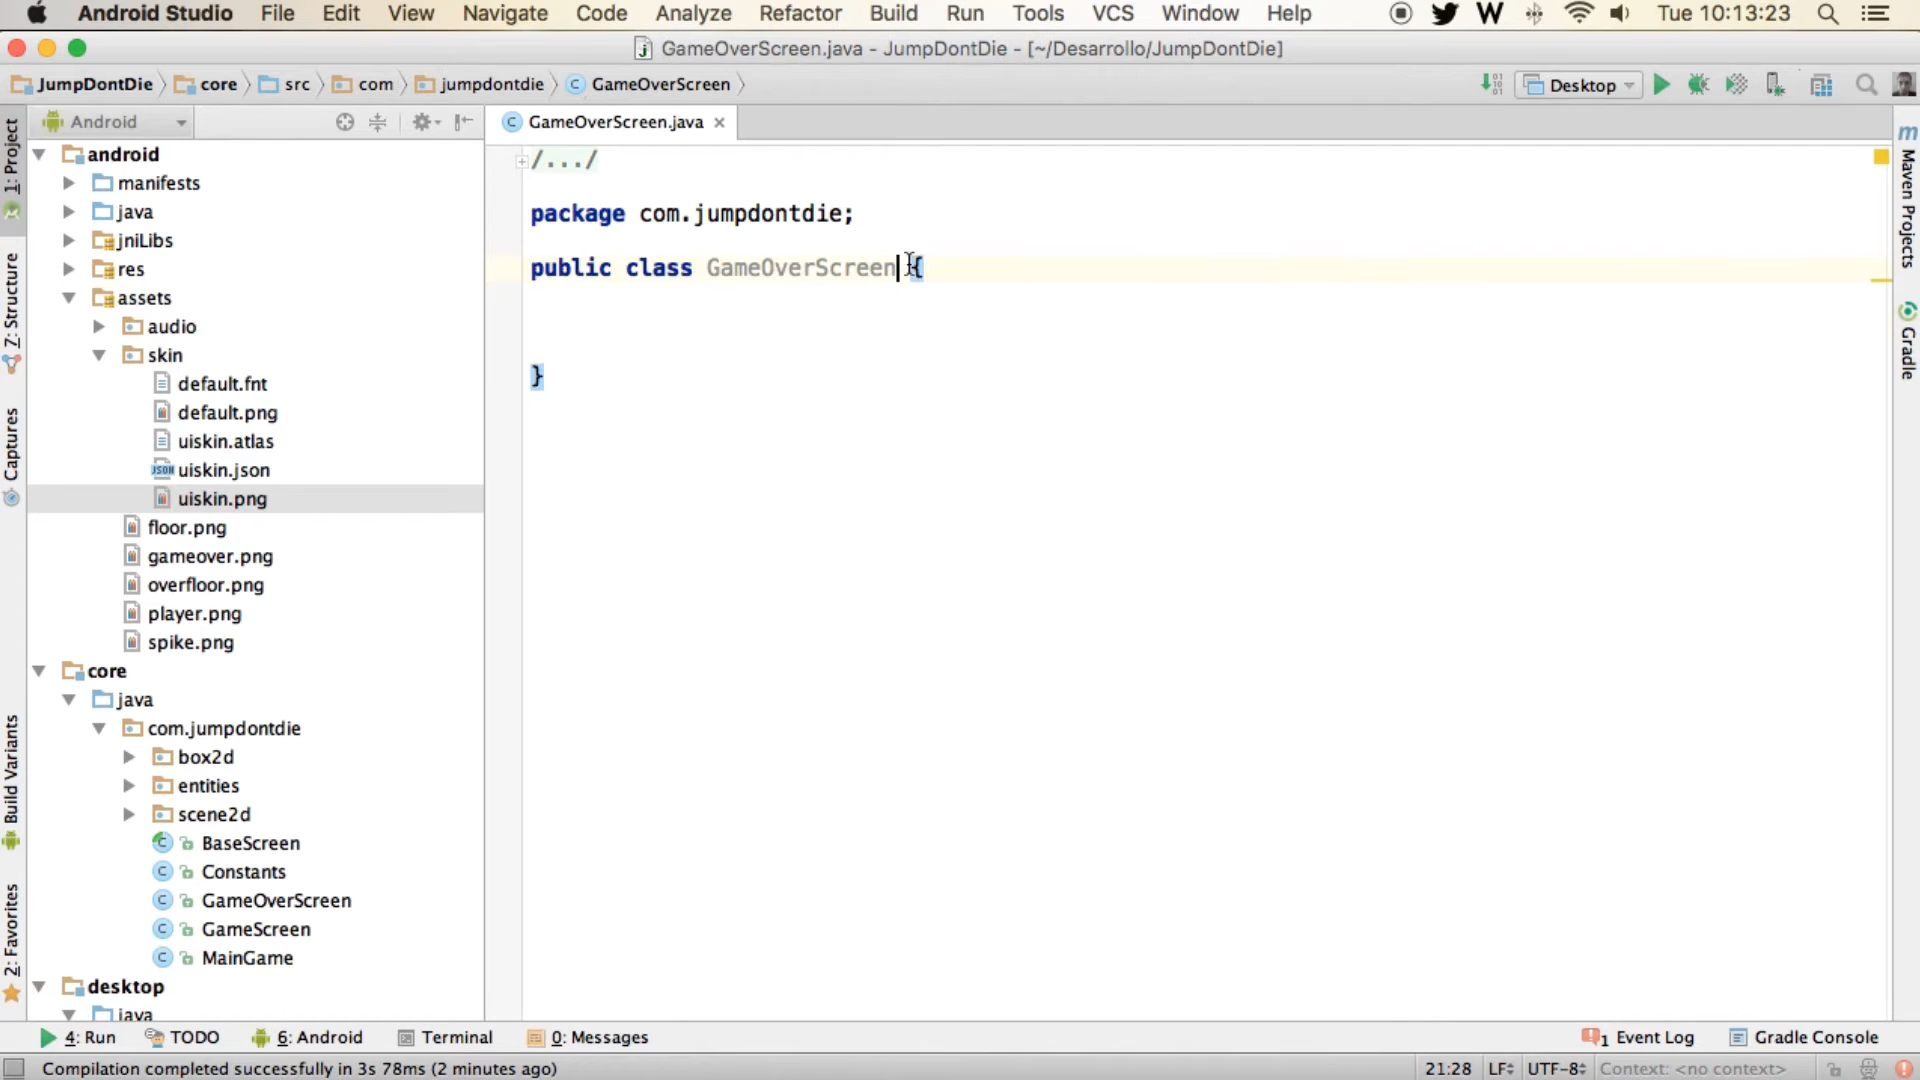 Android Studio File Edit View Navigate Code Analyze Refactor Build Run Tools VCS Window Help W Tue 10:13:23
GameOverScreen.java - JumpDontDie - [~/Desarrollo/JumpDontDie]
JumpDontDie core src com jumpdontdie GameOverScreen Desktop
Android
GameOverScreen.java
1: Project
7: Structure
Captures
Build Variants
2: Favorites
android
manifests
java
jniLibs
res
assets
audio
skin
default.fnt
default.png
uiskin.atlas
uiskin.json
uiskin.png
floor.png
gameover.png
overfloor.png
player.png
spike.png
core
java
com.jumpdontdie
box2d
entities
scene2d
BaseScreen
Constants
GameOverScreen
GameScreen
MainGame
desktop
java
/.../
package com.jumpdontdie;
public class GameOverScreen {
}
Maven Projects
Gradle
4: Run TODO 6: Android Terminal 0: Messages 1 Event Log Gradle Console
Compilation completed successfully in 3s 78ms (2 minutes ago) 21:28 LF UTF-8 Context: <no context>